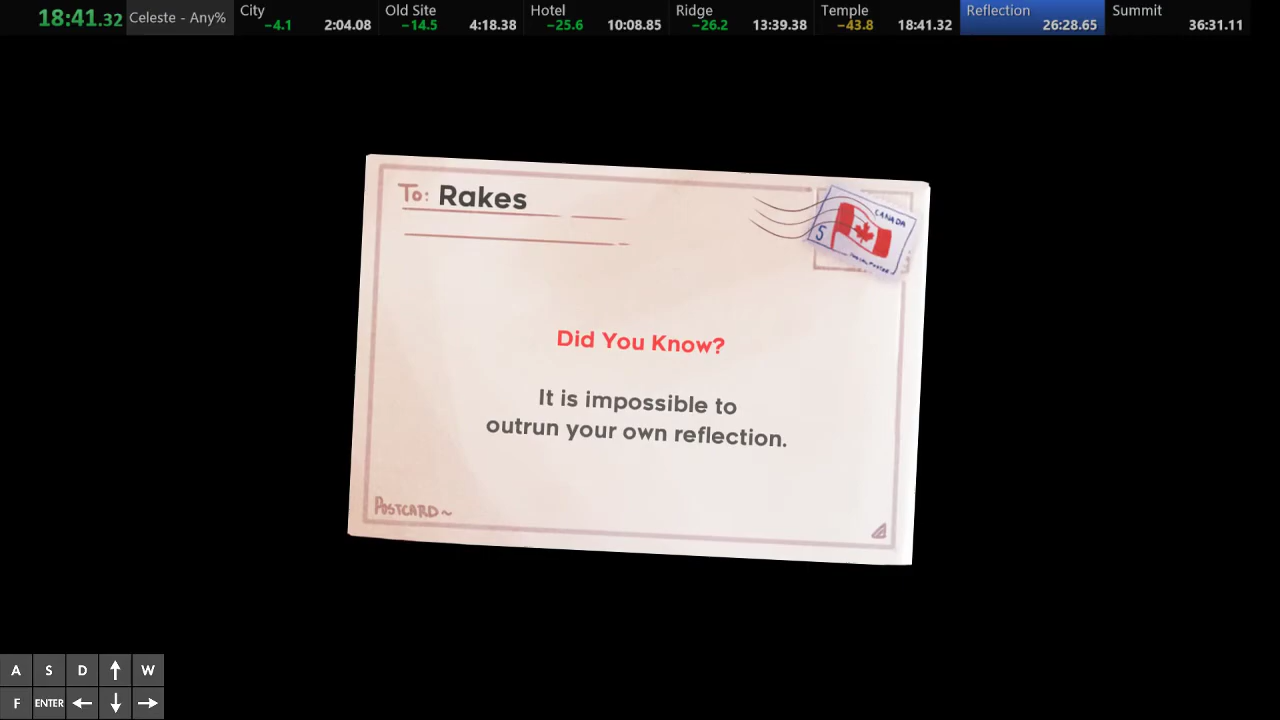 18:41.32 Celeste - Any% City Old Site Hotel Ridge Temple Reflection Summit
-4.1 2:04.08 -14.5 4:18.38 -25.6 10:08.85 -26.2 13:39.38 -43.8 18:41.32 26:28.65 36:31.11
To: Rakes
CANADA
5
Did You Know?
It is impossible to
outrun your own reflection.
POSTCARD~
A S D ↑ W
F ENTER ← ↓ →